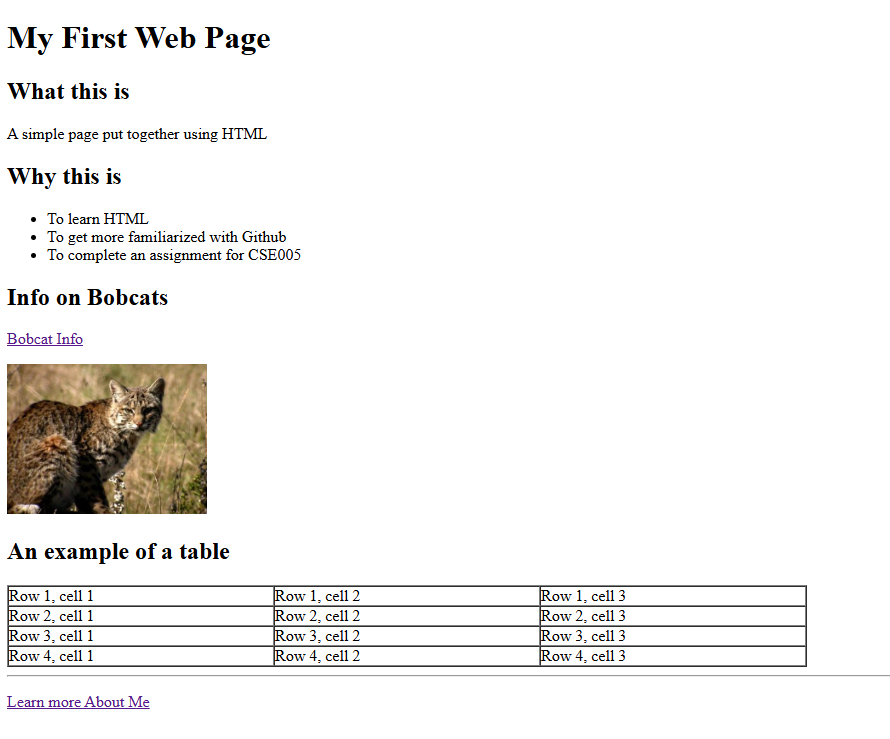 My First Web Page
What this is
A simple page put together using HTML
Why this is
• To learn HTML
• To get more familiarized with Github
• To complete an assignment for CSE005
Info on Bobcats
Bobcat Info
An example of a table
Row 1, cell 1 Row 1, cell 2 Row 1, cell 3
Row 2, cell 1 Row 2, cell 2 Row 2, cell 3
Row 3, cell 1 Row 3, cell 2 Row 3, cell 3
Row 4, cell 1 Row 4, cell 2 Row 4, cell 3
Learn more About Me